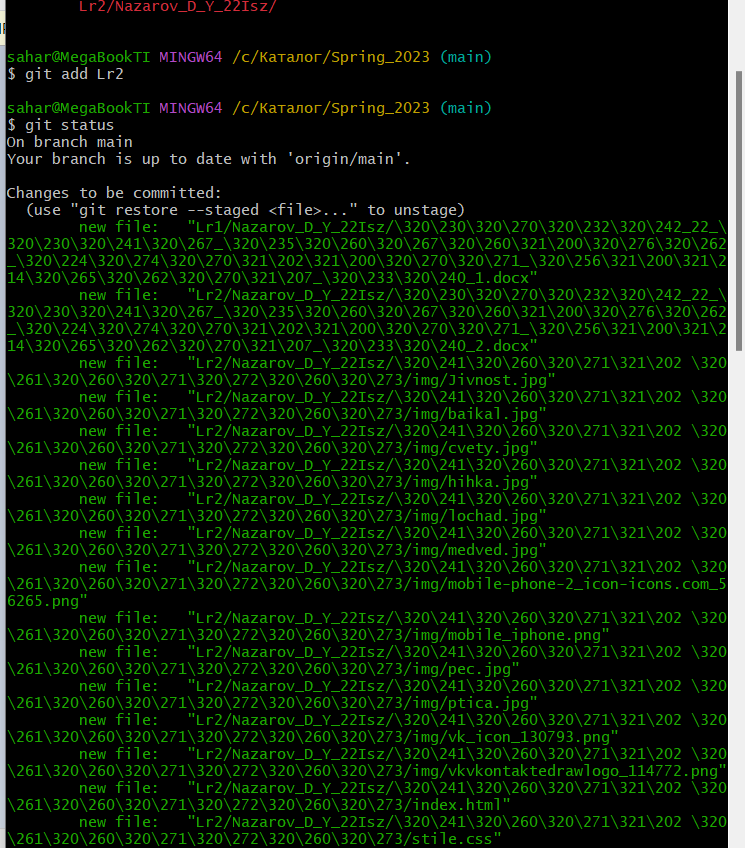 Lr2/Nazarov_D_Y_22Isz/
sahar@MegaBookTI MINGW64 /c/Каталог/Spring_2023 (main)
$ git add Lr2
sahar@MegaBookTI MINGW64 /c/Каталог/Spring_2023 (main)
$ git status
On branch main
Your branch is up to date with 'origin/main'.
Changes to be committed:
(use "git restore --staged <file>..." to unstage)
new file:   "Lr1/Nazarov_D_Y_22Isz/\320\230\320\270\320\232\320\242_22_\
320\230\320\241\320\267_\320\235\320\260\320\267\320\260\321\200\320\276\320\262
_\320\224\320\274\320\270\321\202\321\200\320\270\320\271_\320\256\321\200\321\2
14\320\265\320\262\320\270\321\207_\320\233\320\240_1.docx"
new file:   "Lr2/Nazarov_D_Y_22Isz/\320\230\320\270\320\232\320\242_22_\
320\230\320\241\320\267_\320\235\320\260\320\267\320\260\321\200\320\276\320\262
_\320\224\320\274\320\270\321\202\321\200\320\270\320\271_\320\256\321\200\321\2
14\320\265\320\262\320\270\321\207_\320\233\320\240_2.docx"
new file:   "Lr2/Nazarov_D_Y_22Isz/\320\241\320\260\320\271\321\202 \320
\261\320\260\320\271\320\272\320\260\320\273/img/Jivnost.jpg"
new file:   "Lr2/Nazarov_D_Y_22Isz/\320\241\320\260\320\271\321\202 \320
\261\320\260\320\271\320\272\320\260\320\273/img/baikal.jpg"
new file:   "Lr2/Nazarov_D_Y_22Isz/\320\241\320\260\320\271\321\202 \320
\261\320\260\320\271\320\272\320\260\320\273/img/cvety.jpg"
new file:   "Lr2/Nazarov_D_Y_22Isz/\320\241\320\260\320\271\321\202 \320
\261\320\260\320\271\320\272\320\260\320\273/img/hihka.jpg"
new file:   "Lr2/Nazarov_D_Y_22Isz/\320\241\320\260\320\271\321\202 \320
\261\320\260\320\271\320\272\320\260\320\273/img/lochad.jpg"
new file:   "Lr2/Nazarov_D_Y_22Isz/\320\241\320\260\320\271\321\202 \320
\261\320\260\320\271\320\272\320\260\320\273/img/medved.jpg"
new file:   "Lr2/Nazarov_D_Y_22Isz/\320\241\320\260\320\271\321\202 \320
\261\320\260\320\271\320\272\320\260\320\273/img/mobile-phone-2_icon-icons.com_5
6265.png"
new file:   "Lr2/Nazarov_D_Y_22Isz/\320\241\320\260\320\271\321\202 \320
\261\320\260\320\271\320\272\320\260\320\273/img/mobile_iphone.png"
new file:   "Lr2/Nazarov_D_Y_22Isz/\320\241\320\260\320\271\321\202 \320
\261\320\260\320\271\320\272\320\260\320\273/img/pec.jpg"
new file:   "Lr2/Nazarov_D_Y_22Isz/\320\241\320\260\320\271\321\202 \320
\261\320\260\320\271\320\272\320\260\320\273/img/ptica.jpg"
new file:   "Lr2/Nazarov_D_Y_22Isz/\320\241\320\260\320\271\321\202 \320
\261\320\260\320\271\320\272\320\260\320\273/img/vk_icon_130793.png"
new file:   "Lr2/Nazarov_D_Y_22Isz/\320\241\320\260\320\271\321\202 \320
\261\320\260\320\271\320\272\320\260\320\273/img/vkvkontaktedrawlogo_114772.png"
new file:   "Lr2/Nazarov_D_Y_22Isz/\320\241\320\260\320\271\321\202 \320
\261\320\260\320\271\320\272\320\260\320\273/index.html"
new file:   "Lr2/Nazarov_D_Y_22Isz/\320\241\320\260\320\271\321\202 \320
\261\320\260\320\271\320\272\320\260\320\273/stile.css"